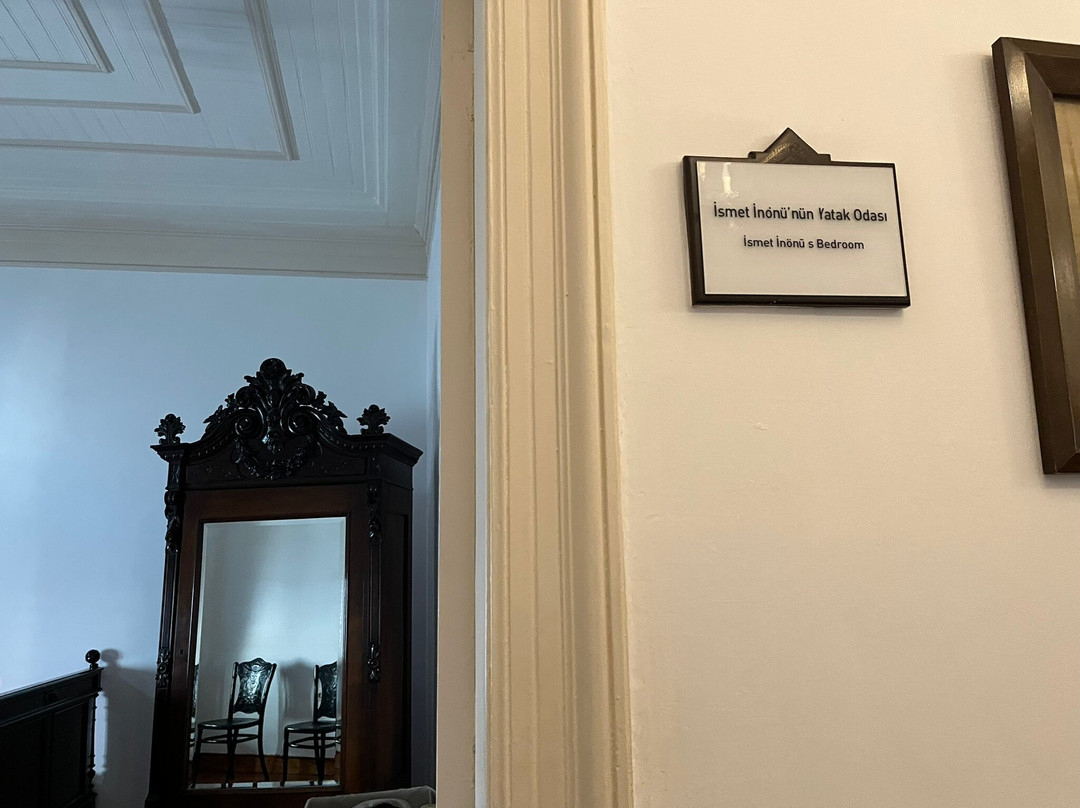 İsmet İnönü'nün Yatak Odası
İsmet İnönü s Bedroom